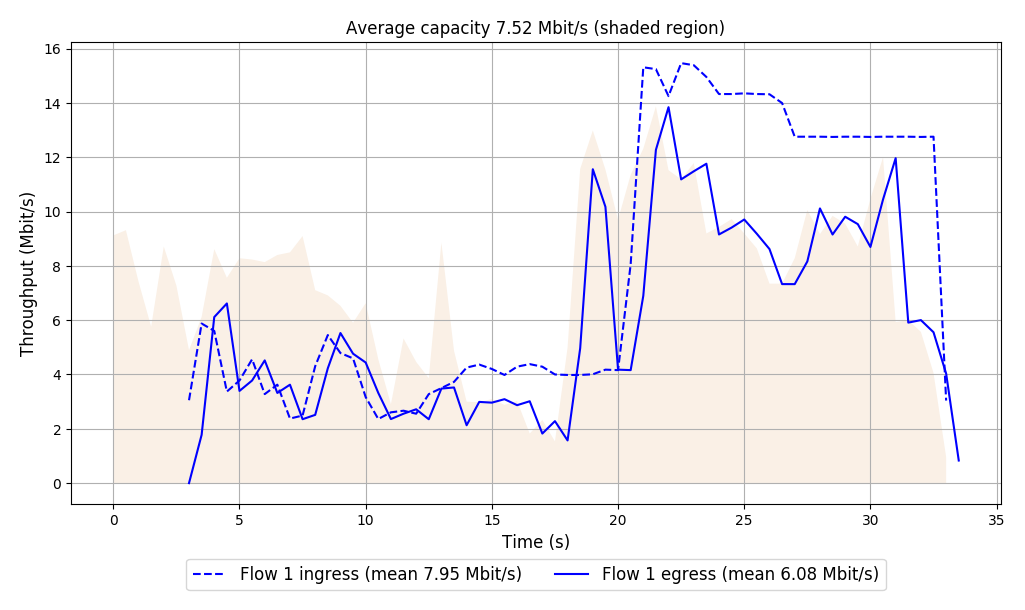 Average capacity 7.52 Mbit/s (shaded region)
16
14
12
10
8
6
4
2
0
Throughput (Mbit/s)
0 5 10 15 20 25 30 35
Time (s)
Flow 1 ingress (mean 7.95 Mbit/s) Flow 1 egress (mean 6.08 Mbit/s)